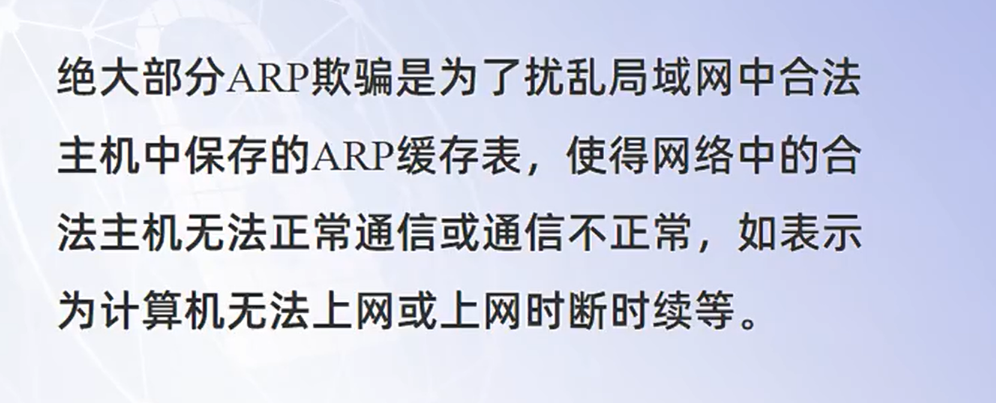 绝大部分ARP欺骗是为了扰乱局域网中合法
主机中保存的ARP缓存表，使得网络中的合
法主机无法正常通信或通信不正常，如表示
为计算机无法上网或上网时断时续等。